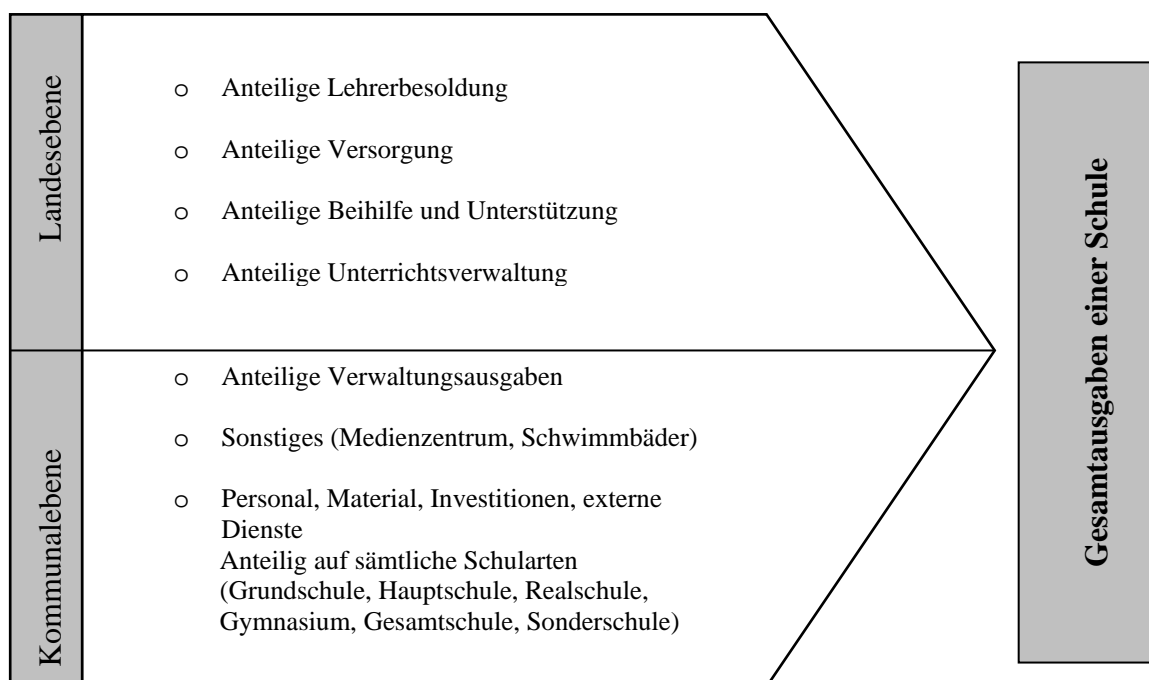 Landesebene
o Anteilige Lehrerbesoldung
o Anteilige Versorgung
o Anteilige Beihilfe und Unterstützung
o Anteilige Unterrichtsverwaltung
Kommunalebene
o Anteilige Verwaltungsausgaben
o Sonstiges (Medienzentrum, Schwimmbäder)
o Personal, Material, Investitionen, externe
Dienste
Anteilig auf sämtliche Schularten
(Grundschule, Hauptschule, Realschule,
Gymnasium, Gesamtschule, Sonderschule)
Gesamtausgaben einer Schule